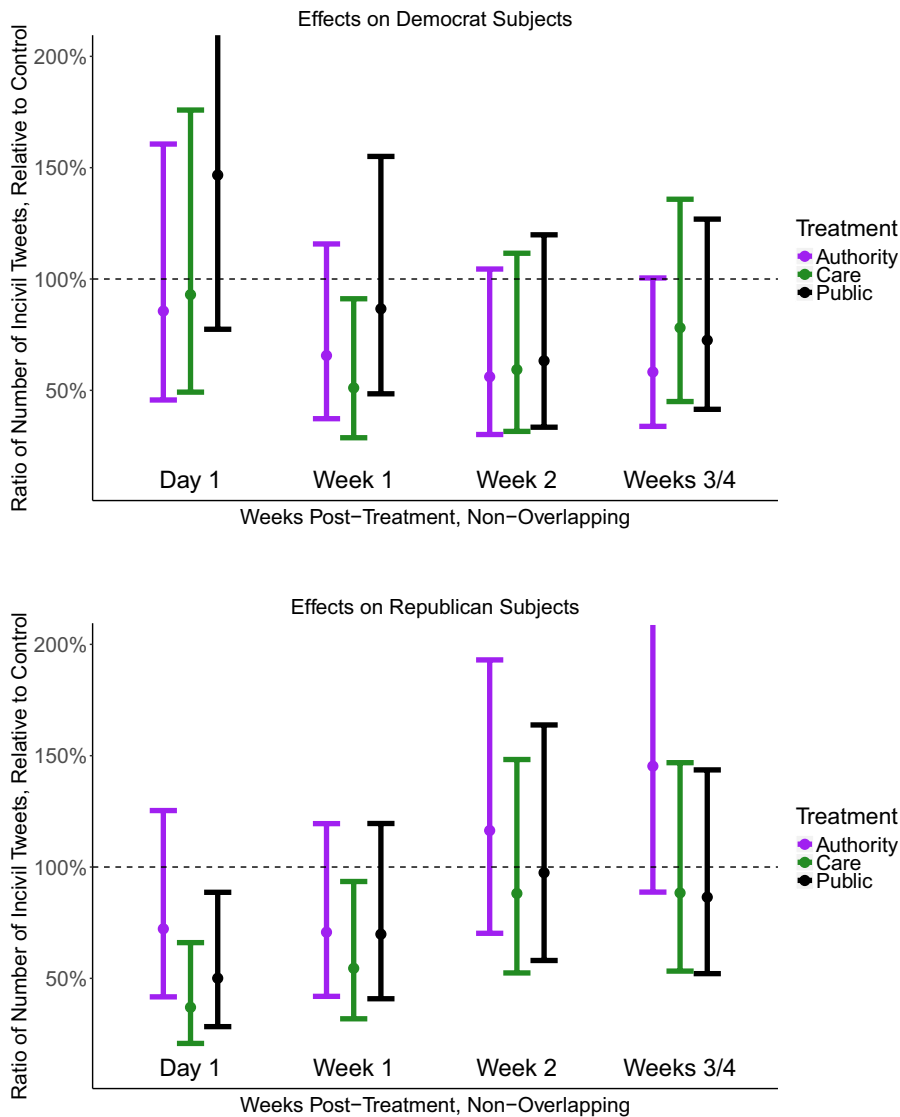 Effects on Democrat Subjects
Ratio of Number of Incivil Tweets, Relative to Control
200%
150%
100%
50%
Day 1
Week 1
Week 2
Weeks 3/4
Weeks Post−Treatment, Non−Overlapping
Treatment
Authority
Care
Public
Effects on Republican Subjects
Ratio of Number of Incivil Tweets, Relative to Control
200%
150%
100%
50%
Day 1
Week 1
Week 2
Weeks 3/4
Weeks Post−Treatment, Non−Overlapping
Treatment
Authority
Care
Public